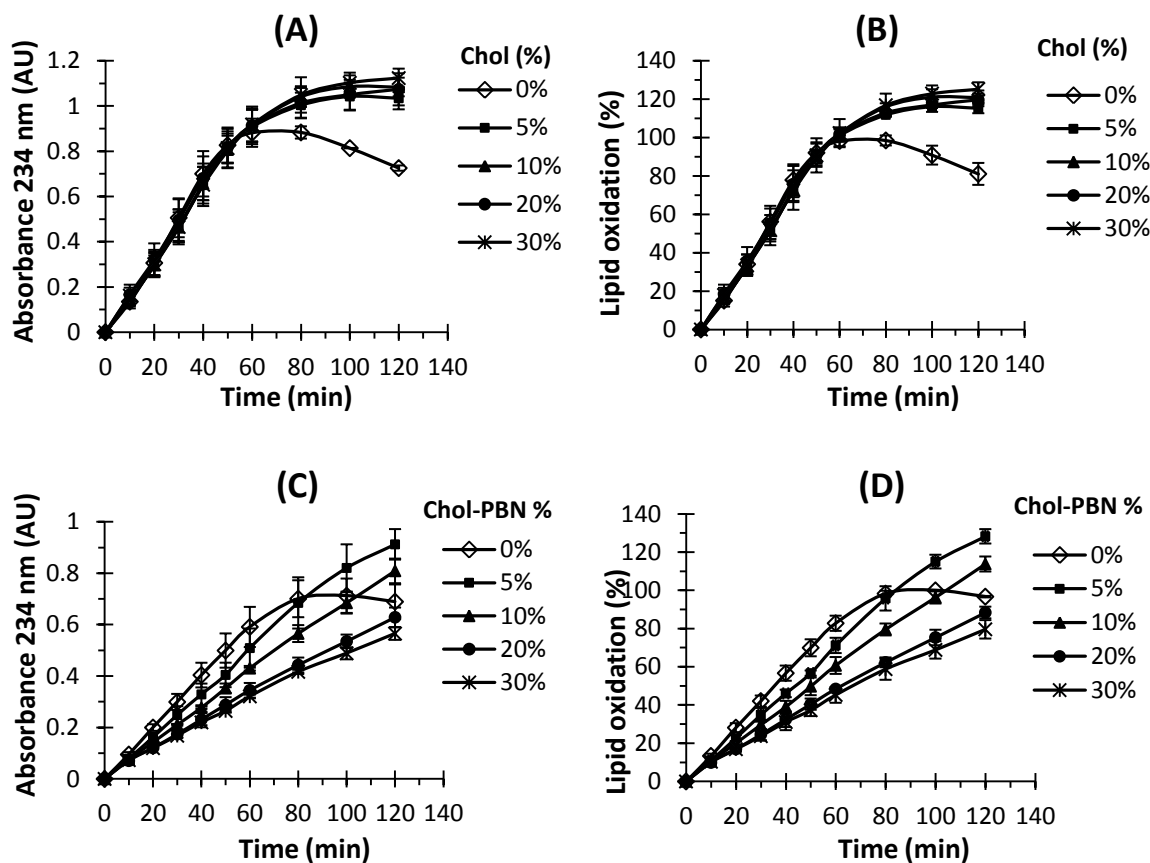 (A)
Absorbance 234 nm (AU)
1.2
1
0.8
0.6
0.4
0.2
0
0 20 40 60 80 100 120 140
Time (min)
Chol (%)
0%
5%
10%
20%
30%
(B)
Lipid oxidation (%)
140
120
100
80
60
40
20
0
0 20 40 60 80 100 120 140
Time (min)
Chol (%)
0%
5%
10%
20%
30%
(C)
Absorbance 234 nm (AU)
1
0.8
0.6
0.4
0.2
0
0 20 40 60 80 100 120 140
Time (min)
Chol-PBN %
0%
5%
10%
20%
30%
(D)
Lipid oxidation (%)
140
120
100
80
60
40
20
0
0 20 40 60 80 100 120 140
Time (min)
Chol-PBN %
0%
5%
10%
20%
30%